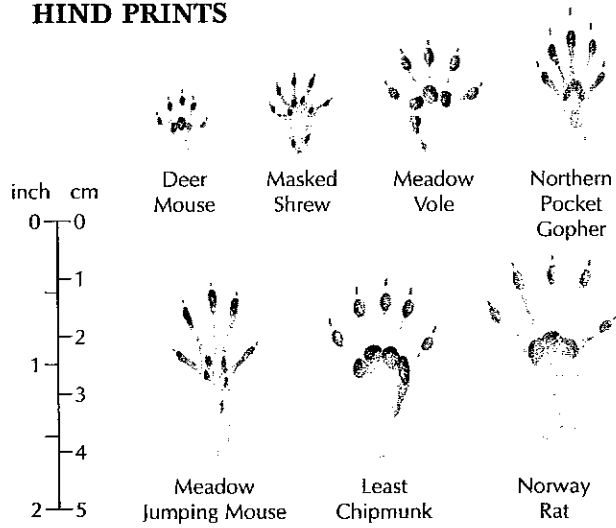 HIND PRINTS
Deer
Mouse
Masked
Shrew
Meadow
Vole
Northern
Pocket
Gopher
inch cm
0 0
1
2
1
3
4
2 5
Meadow
Jumping Mouse
Least
Chipmunk
Norway
Rat